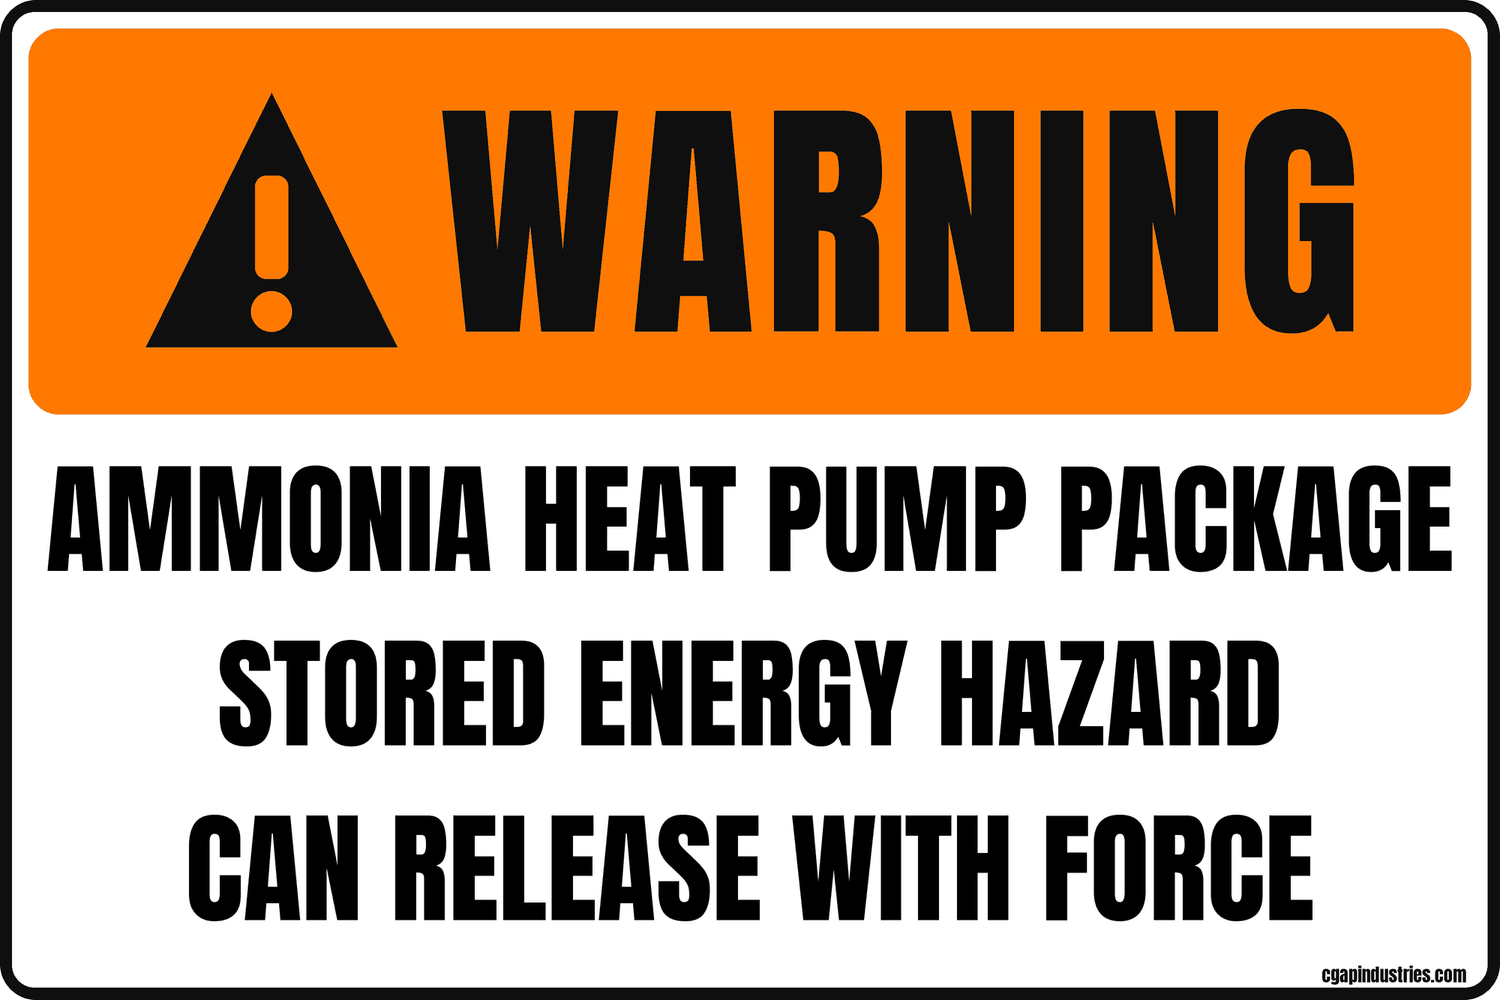 WARNING
AMMONIA HEAT PUMP PACKAGE
STORED ENERGY HAZARD
CAN RELEASE WITH FORCE
cgapindustries.com